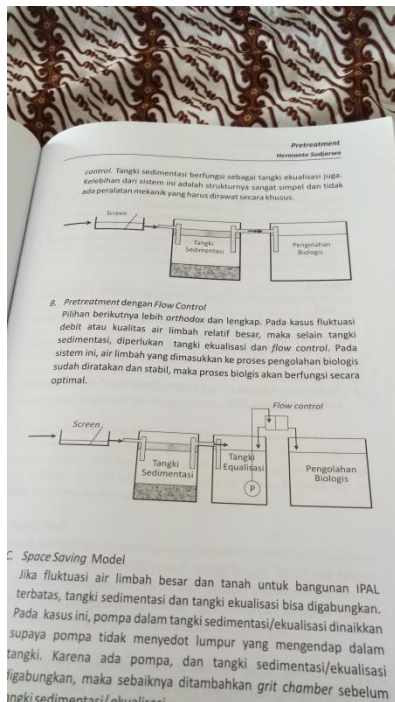 Pretreatment
Hermanto Sudjarwo
control. Tangki sedimentasi berfungsi sebagai tangki ekualisasi juga.
Kelebihan dari sistem ini adalah strukturnya sangat simpel dan tidak
ada peralatan mekanik yang harus dirawat secara khusus.
Screen
Tangki
Sedimentasi
Pengolahan
Biologis
B. Pretreatment dengan Flow Control
Pilihan berikutnya lebih orthodox dan lengkap. Pada kasus fluktuasi
debit atau kualitas air limbah relatif besar, maka selain tangki
sedimentasi, diperlukan tangki ekualisasi dan flow control. Pada
sistem ini, air limbah yang dimasukkan ke proses pengolahan biologis
sudah diratakan dan stabil, maka proses biolgis akan berfungsi secara
optimal.
Flow control
Screen
Tangki
Sedimentasi
Tangki
Equalisasi
P
Pengolahan
Biologis
C. Space Saving Model
Jika fluktuasi air limbah besar dan tanah untuk bangunan IPAL
terbatas, tangki sedimentasi dan tangki ekualisasi bisa digabungkan.
Pada kasus ini, pompa dalam tangki sedimentasi/ekualisasi dinaikkan
supaya pompa tidak menyedot lumpur yang mengendap dalam
tangki. Karena ada pompa, dan tangki sedimentasi/ekualisasi
digabungkan, maka sebaiknya ditambahkan grit chamber sebelum
tangki sedimentasi/ekualisasi